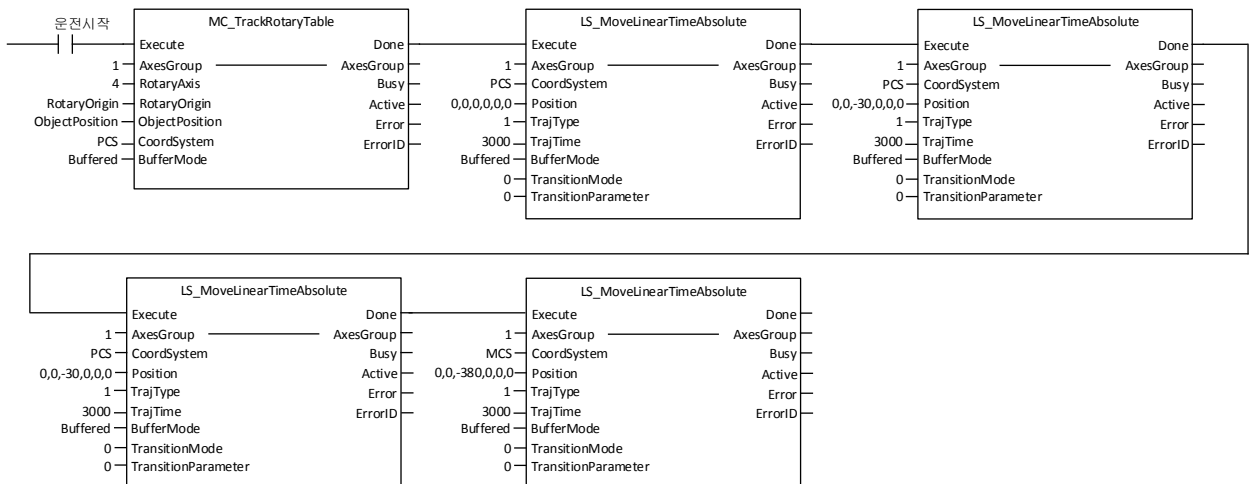 운전시작
MC_TrackRotaryTable
Execute Done
1 AxesGroup AxesGroup
4 RotaryAxis Busy
RotaryOrigin RotaryOrigin Active
ObjectPosition ObjectPosition Error
PCS CoordSystem ErrorID
Buffered BufferMode
LS_MoveLinearTimeAbsolute
Execute Done
1 AxesGroup AxesGroup
PCS CoordSystem Busy
0,0,0,0,0,0 Position Active
1 TrajType Error
3000 TrajTime ErrorID
Buffered BufferMode
0 TransitionMode
0 TransitionParameter
LS_MoveLinearTimeAbsolute
Execute Done
1 AxesGroup AxesGroup
PCS CoordSystem Busy
0,0,-30,0,0,0 Position Active
1 TrajType Error
3000 TrajTime ErrorID
Buffered BufferMode
0 TransitionMode
0 TransitionParameter
LS_MoveLinearTimeAbsolute
Execute Done
1 AxesGroup AxesGroup
PCS CoordSystem Busy
0,0,-30,0,0,0 Position Active
1 TrajType Error
3000 TrajTime ErrorID
Buffered BufferMode
0 TransitionMode
0 TransitionParameter
LS_MoveLinearTimeAbsolute
Execute Done
1 AxesGroup AxesGroup
MCS CoordSystem Busy
0,0,-380,0,0,0 Position Active
1 TrajType Error
3000 TrajTime ErrorID
Buffered BufferMode
0 TransitionMode
0 TransitionParameter